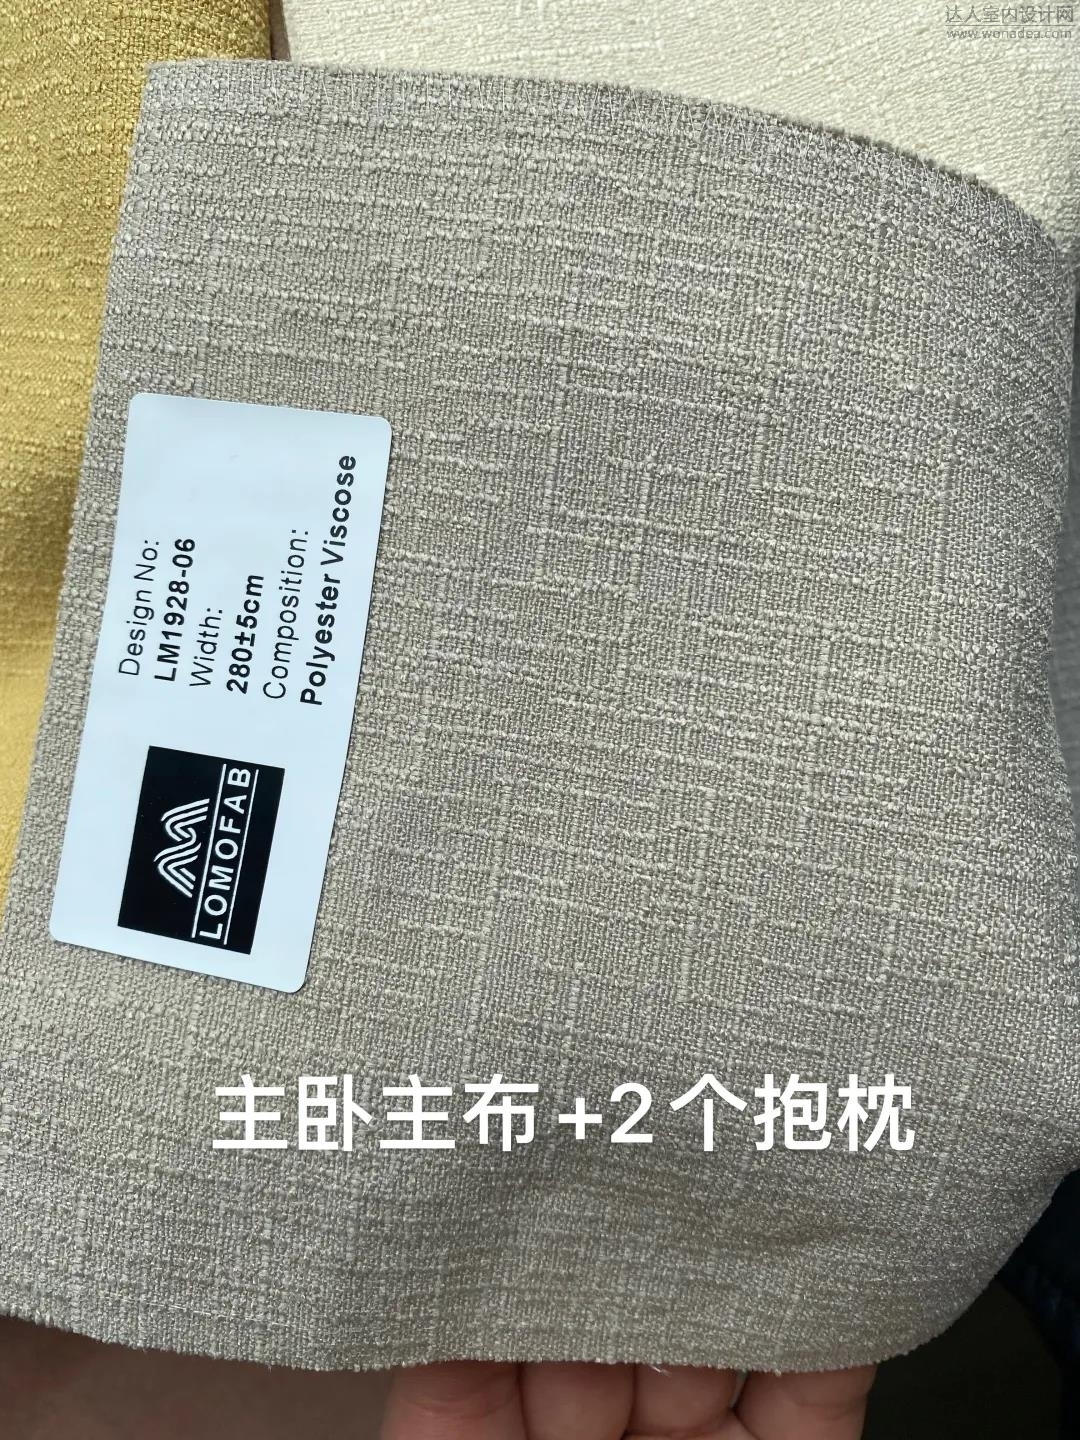 达人室内设计网
www.wonadea.com
Design No:
LM1928-06
Width:
280±5cm
Composition:
Polyester Viscose
LOMOFAB
主卧主布+2个抱枕